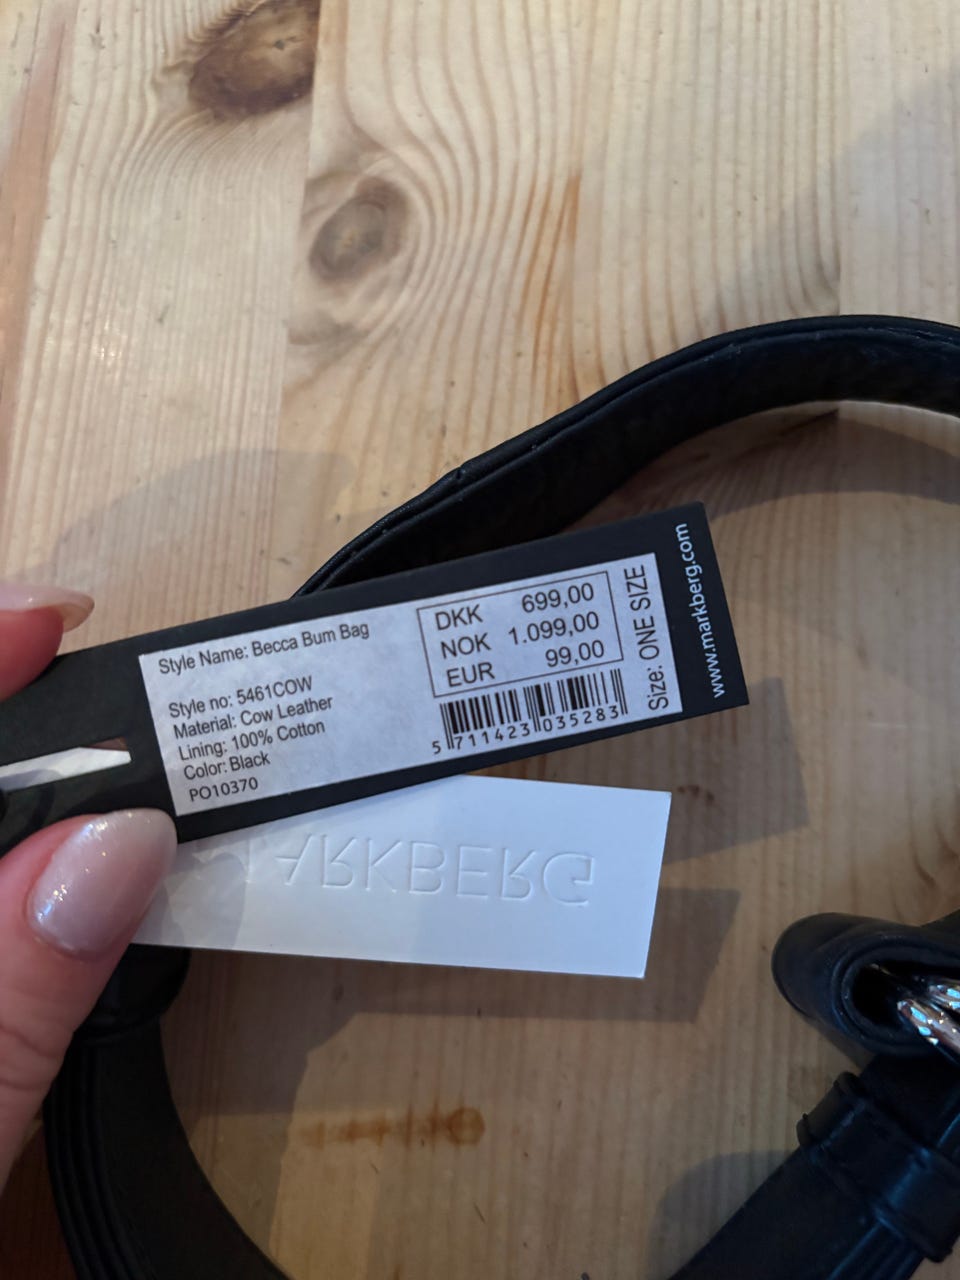 Style Name: Becca Bum Bag
Style no: 5461COW
Material: Cow Leather
Lining: 100% Cotton
Color: Black
PO10370
DKK 699,00
NOK 1.099,00
EUR 99,00
5 711423 035283
Size: ONE SIZE
www.markberg.com
MARKBERG